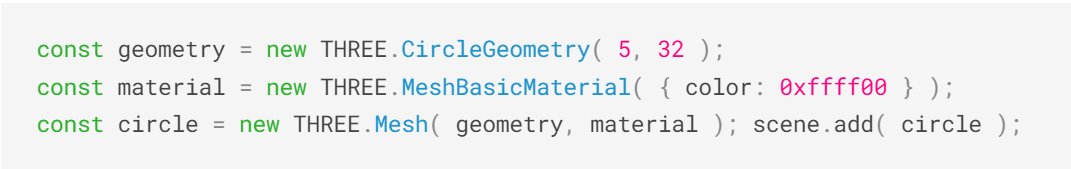 const geometry = new THREE.CircleGeometry( 5, 32 );
const material = new THREE.MeshBasicMaterial( { color: 0xffff00 } );
const circle = new THREE.Mesh( geometry, material ); scene.add( circle );